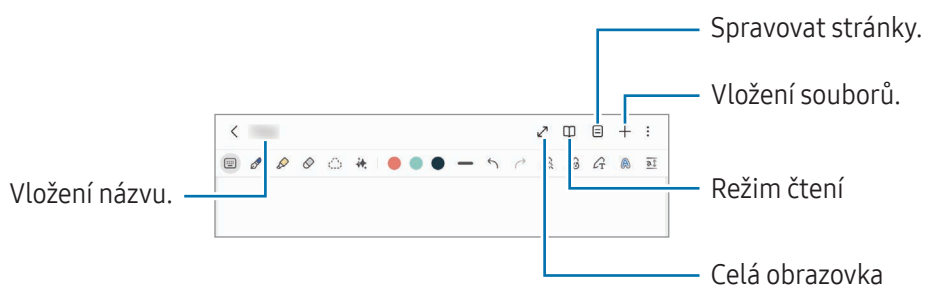 Spravovat stránky.
Vložení souborů.
Vložení názvu.
Režim čtení
Celá obrazovka